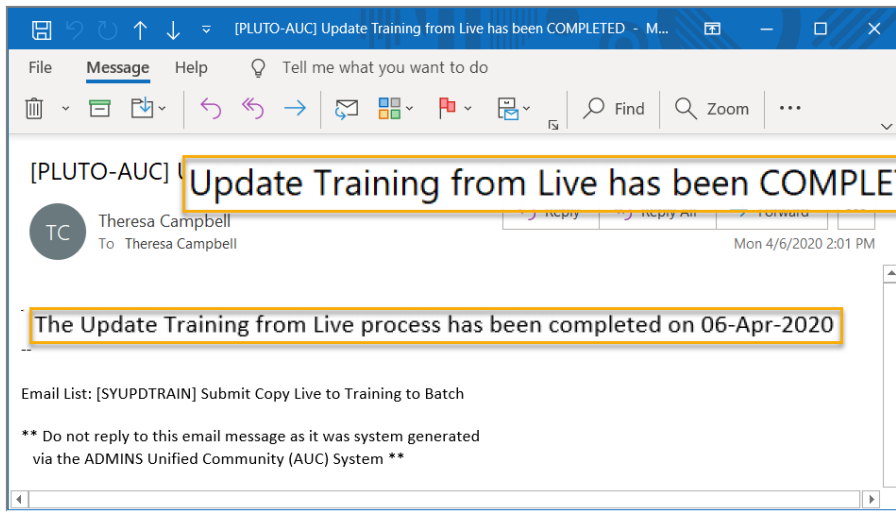 [PLUTO-AUC] Update Training from Live has been COMPLETED - M...
File Message Help Tell me what you want to do
Find Zoom ...
[PLUTO-AUC]
Update Training from Live has been COMPLE
TC
Theresa Campbell
To Theresa Campbell
Reply Reply All Forward
Mon 4/6/2020 2:01 PM
The Update Training from Live process has been completed on 06-Apr-2020
--
Email List: [SYUPDTRAIN] Submit Copy Live to Training to Batch
** Do not reply to this email message as it was system generated
via the ADMINS Unified Community (AUC) System **